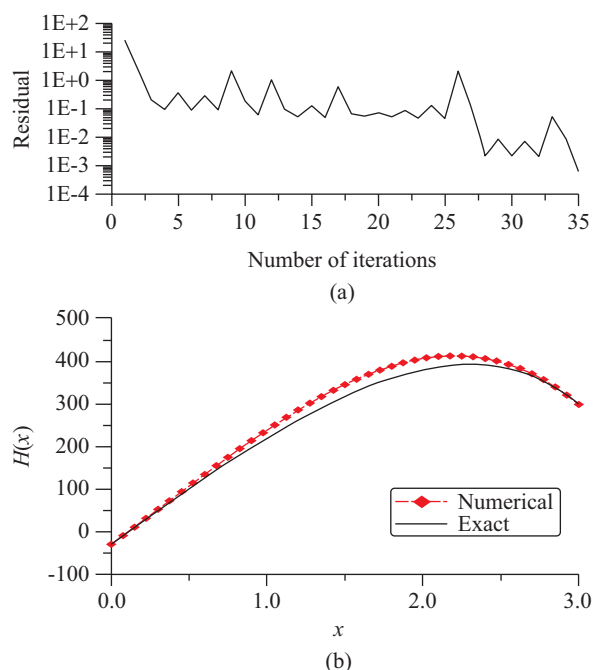 1E+2
1E+1
1E+0
1E-1
1E-2
1E-3
1E-4
Residual
0 5 10 15 20 25 30 35
Number of iterations
(a)
500
400
300
200
100
0
-100
H(x)
Numerical
Exact
0.0 1.0 2.0 3.0
x
(b)